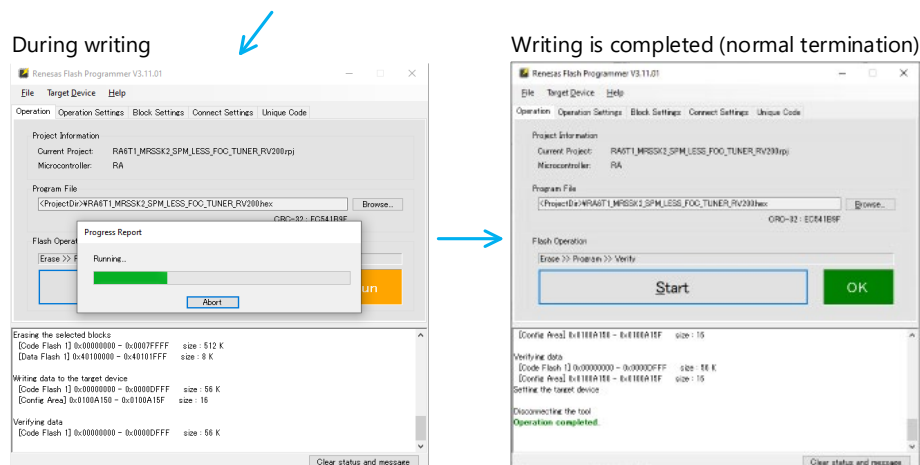 During writing
Renesas Flash Programmer V3.11.01
File Target Device Help
Operation Operation Settings Block Settings Connect Settings Unique Code
Project Information
Current Project: RA6T1_MRSSK2_SPM_LESS_FOC_TUNER_RV200.rpj
Microcontroller: RA
Program File
<ProjectDir>¥RA6T1_MRSSK2_SPM_LESS_FOC_TUNER_RV200.hex Browse...
CRC-32 : EC541B9F
Flash Operat
Erase >> P
Progress Report
Running...
Abort
un
Erasing the selected blocks
[Code Flash 1] 0x00000000 - 0x0007FFFF size : 512 K
[Data Flash 1] 0x40100000 - 0x40101FFF size : 8 K
Writing data to the target device
[Code Flash 1] 0x00000000 - 0x0000DFFF size : 56 K
[Config Area] 0x0100A150 - 0x0100A15F size : 16
Verifying data
[Code Flash 1] 0x00000000 - 0x0000DFFF size : 56 K
Clear status and message
Writing is completed (normal termination)
Renesas Flash Programmer V3.11.01
File Target Device Help
Operation Operation Settings Block Settings Connect Settings Unique Code
Project Information
Current Project: RA6T1_MRSSK2_SPM_LESS_FOC_TUNER_RV200.rpj
Microcontroller: RA
Program File
<ProjectDir>¥RA6T1_MRSSK2_SPM_LESS_FOC_TUNER_RV200.hex Browse...
CRC-32 : EC541B9F
Flash Operation
Erase >> Program >> Verify
Start
OK
[Config Area] 0x0100A150 - 0x0100A15F size : 16
Verifying data
[Code Flash 1] 0x00000000 - 0x0000DFFF size : 56 K
[Config Area] 0x0100A150 - 0x0100A15F size : 16
Setting the target device
Disconnecting the tool
Operation completed.
Clear status and message